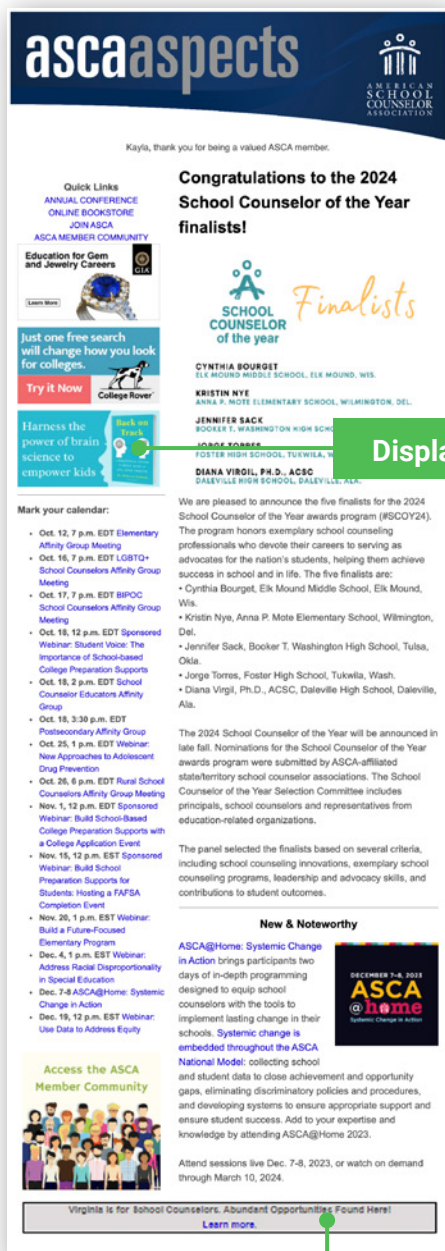 ascaaspects
AMERICAN
SCHOOL
COUNSELOR
ASSOCIATION
Kayla, thank you for being a valued ASCA member.
Quick Links
ANNUAL CONFERENCE
ONLINE BOOKSTORE
JOIN ASCA
ASCA MEMBER COMMUNITY
Education for Gem
and Jewelry Careers
GIA
Learn More
Just one free search
will change how you look
for colleges.
Try it Now
College Rover
Harness the
power of brain
science to
empower kids
Back on
Track
Mark your calendar:
• Oct. 12, 7 p.m. EDT Elementary
Affinity Group Meeting
• Oct. 16, 7 p.m. EDT LGBTQ+
School Counselors Affinity Group
Meeting
• Oct. 17, 7 p.m. EDT BIPOC
School Counselors Affinity Group
Meeting
• Oct. 18, 12 p.m. EDT Sponsored
Webinar: Student Voice: The
Importance of School-based
College Preparation Supports
• Oct. 18, 2 p.m. EDT School
Counselor Educators Affinity
Group
• Oct. 18, 3:30 p.m. EDT
Postsecondary Affinity Group
• Oct. 25, 1 p.m. EDT Webinar:
New Approaches to Adolescent
Drug Prevention
• Oct. 26, 6 p.m. EDT Rural School
Counselors Affinity Group Meeting
• Nov. 1, 12 p.m. EDT Sponsored
Webinar: Build School-Based
College Preparation Supports with
a College Application Event
• Nov. 15, 12 p.m. EST Sponsored
Webinar: Build School
Preparation Supports for
Students: Hosting a FAFSA
Completion Event
• Nov. 20, 1 p.m. EST Webinar:
Build a Future-Focused
Elementary Program
• Dec. 4, 1 p.m. EST Webinar:
Address Racial Disproportionality
in Special Education
• Dec. 7-8 ASCA@Home: Systemic
Change in Action
• Dec. 19, 12 p.m. EST Webinar:
Use Data to Address Equity
Access the ASCA
Member Community
Congratulations to the 2024
School Counselor of the Year
finalists!
SCHOOL
COUNSELOR
of the year
Finalists
CYNTHIA BOURGET
ELK MOUND MIDDLE SCHOOL, ELK MOUND, WIS.
KRISTIN NYE
ANNA P. MOTE ELEMENTARY SCHOOL, WILMINGTON, DEL.
JENNIFER SACK
BOOKER T. WASHINGTON HIGH
JORGE TORRES
FOSTER HIGH SCHOOL, TUKWILA,
DIANA VIRGIL, PH.D., ACSC
DALEVILLE HIGH SCHOOL, DALEVILLE, ALA.
Displa
We are pleased to announce the five finalists for the 2024
School Counselor of the Year awards program (#SCOY24).
The program honors exemplary school counseling
professionals who devote their careers to serving as
advocates for the nation's students, helping them achieve
success in school and in life. The five finalists are:
• Cynthia Bourget, Elk Mound Middle School, Elk Mound,
Wis.
• Kristin Nye, Anna P. Mote Elementary School, Wilmington,
Del.
• Jennifer Sack, Booker T. Washington High School, Tulsa,
Okla.
• Jorge Torres, Foster High School, Tukwila, Wash.
• Diana Virgil, Ph.D., ACSC, Daleville High School, Daleville,
Ala.
The 2024 School Counselor of the Year will be announced in
late fall. Nominations for the School Counselor of the Year
awards program were submitted by ASCA-affiliated
state/territory school counselor associations. The School
Counselor of the Year Selection Committee includes
principals, school counselors and representatives from
education-related organizations.
The panel selected the finalists based on several criteria,
including school counseling innovations, exemplary school
counseling programs, leadership and advocacy skills, and
contributions to student outcomes.
New & Noteworthy
ASCA@Home: Systemic Change
in Action brings participants two
days of in-depth programming
designed to equip school
counselors with the tools to
implement lasting change in their
schools. Systemic change is
embedded throughout the ASCA
National Model: collecting school
and student data to close achievement and opportunity
gaps, eliminating discriminatory policies and procedures,
and developing systems to ensure appropriate support and
ensure student success. Add to your expertise and
knowledge by attending ASCA@Home 2023.
DECEMBER 7-8, 2023
ASCA
@home
Systemic Change in Action
Attend sessions live Dec. 7-8, 2023, or watch on demand
through March 10, 2024.
Virginia is for School Counselors. Abundant Opportunities Found Here!
Learn more.